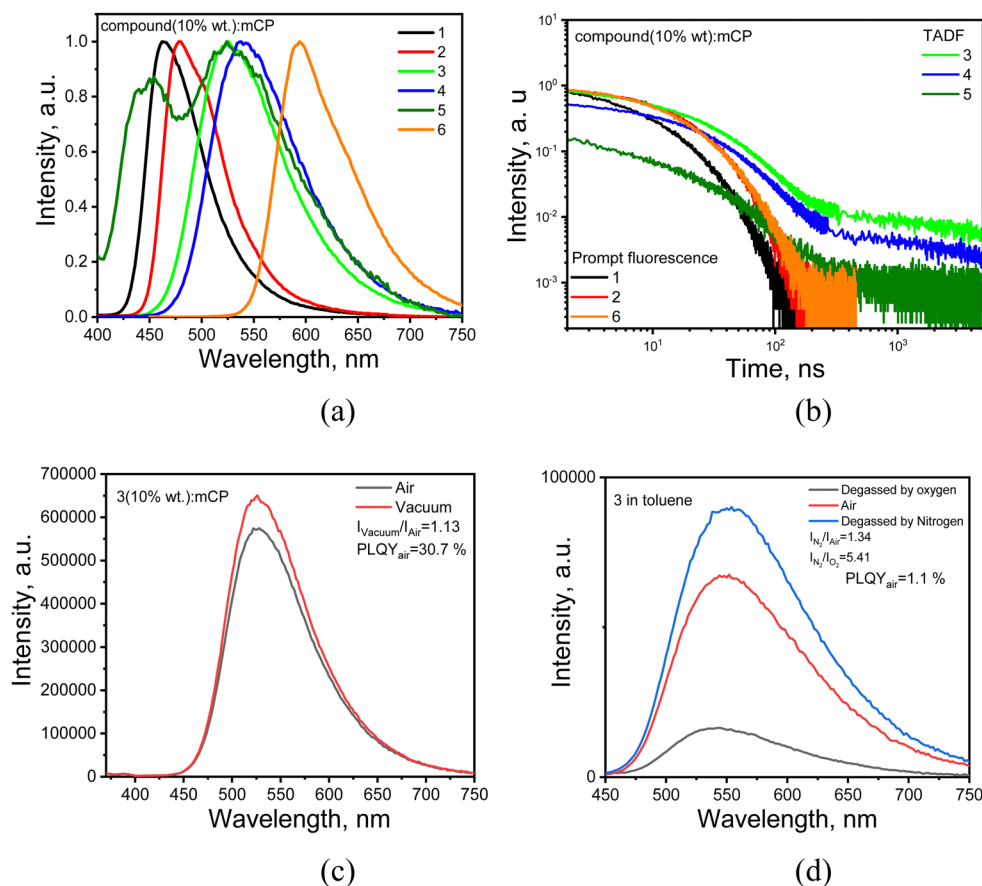 compound(10% wt.):mCP
1
2
3
4
5
6
Intensity, a.u.
1.0
0.8
0.6
0.4
0.2
0.0
400 450 500 550 600 650 700 750
Wavelength, nm
(a)
compound(10% wt):mCP
TADF
3
4
5
Prompt fluorescence
1
2
6
Intensity, a. u
10⁰
10⁻¹
10⁻²
10⁻³
10¹ 10² 10³
Time, ns
(b)
3(10% wt.):mCP
Air
Vacuum
I_Vacuum/I_Air=1.13
PLQY_air=30.7 %
Intensity, a.u.
700000
600000
500000
400000
300000
200000
100000
0
400 450 500 550 600 650 700 750
Wavelength, nm
(c)
3 in toluene
Degassed by oxygen
Air
Degassed by Nitrogen
I_N₂/I_Air=1.34
I_N₂/I_O₂=5.41
PLQY_air=1.1 %
Intensity, a.u.
100000
0
450 500 550 600 650 700 750
Wavelength, nm
(d)